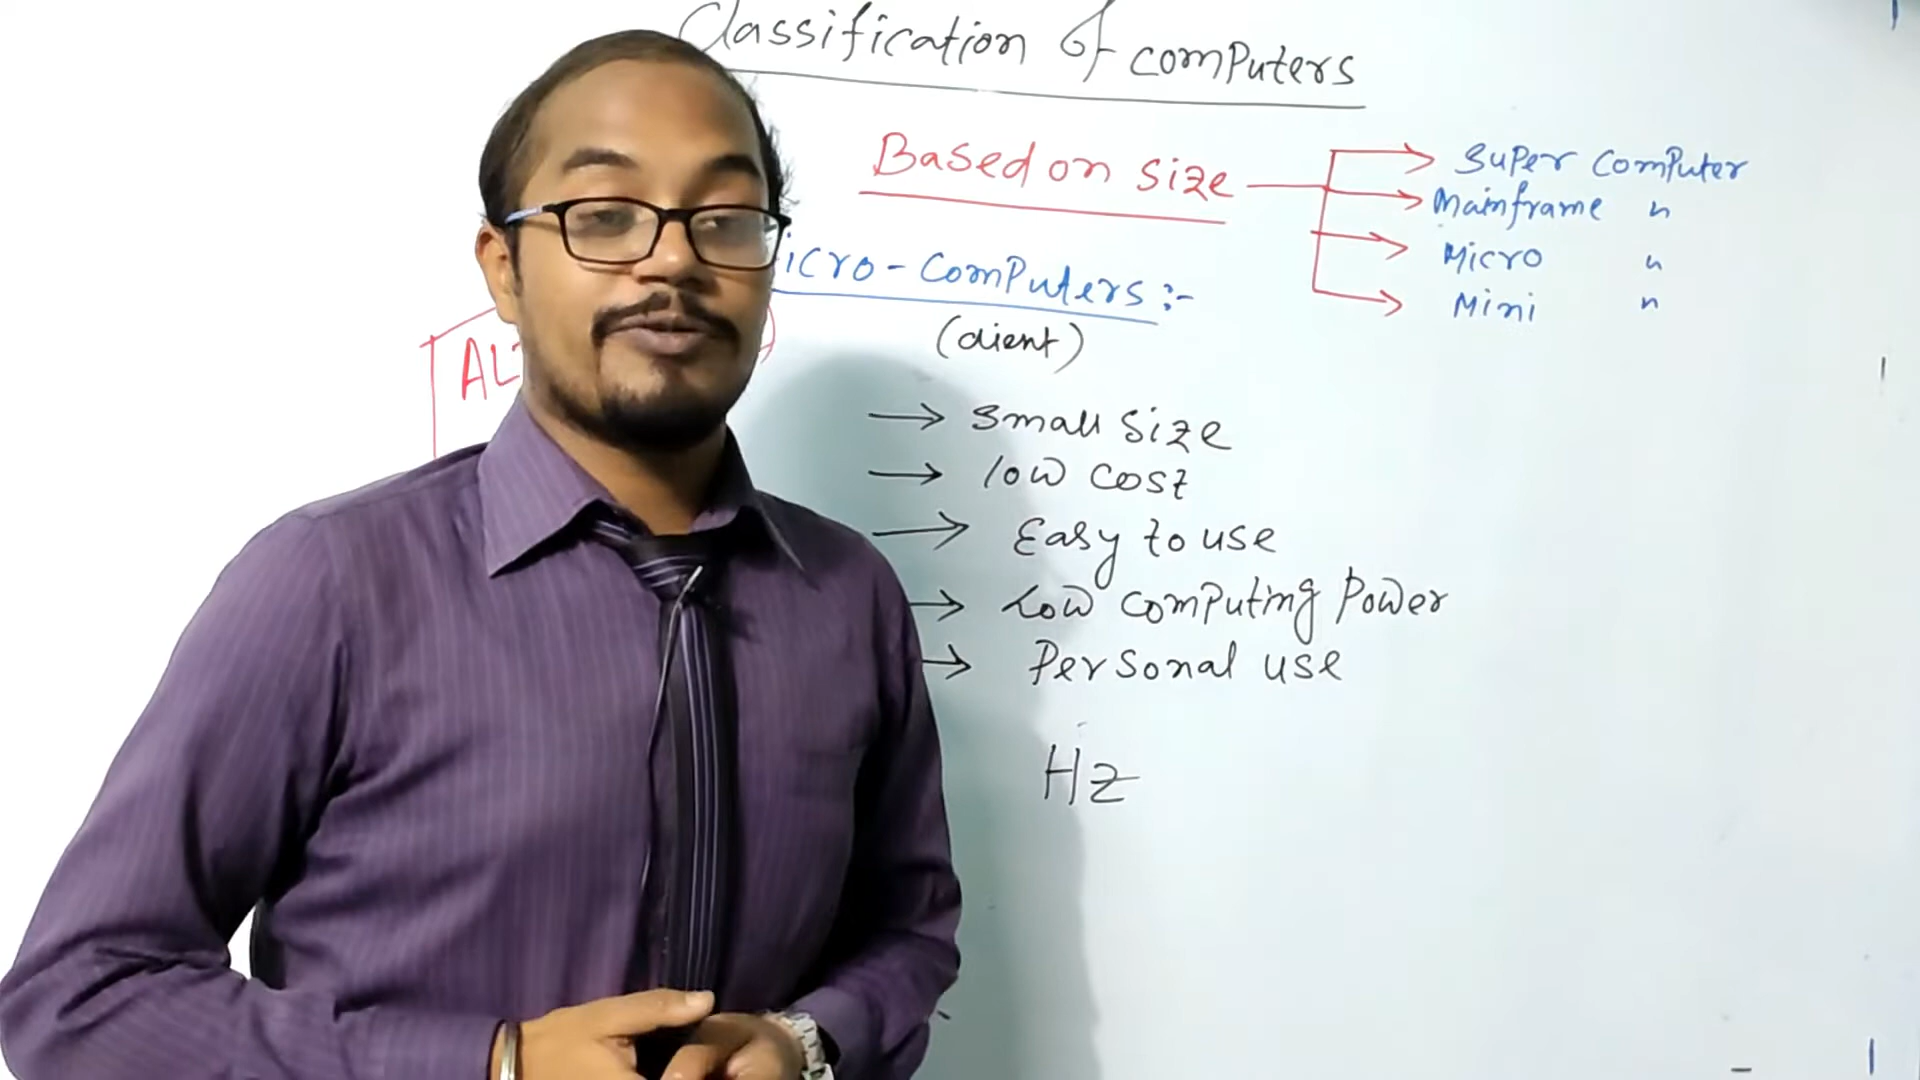 Classification of computers
Based on size
Super Computer
Mainframe "
Micro "
Mini "
icro - Computers :-
(client)
AL
→ Small Size
→ low cost
→ Easy to use
→ Low computing Power
→ Personal use
Hz